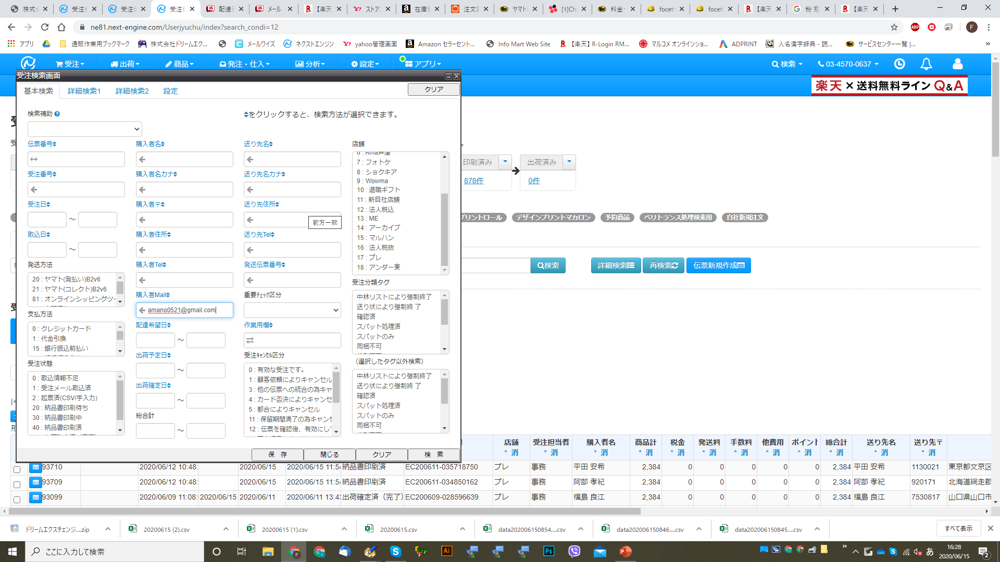 株式会
受注伝
受注伝
受注伝
配達日
メール
【楽天
ストアス
在庫管
注文詳
ヤマト運
[1]Cha
料金・
focett
focett
【楽天
粉 充
【楽天
ne81.next-engine.com/Userjyuchu/index?search_condi=12
アプリ
通販作業用ブックマーク
株式会社ドリームエク...
メールワイズ
ネクストエンジン
yahoo管理画面
Amazon セラーセント...
Info Mart Web Site
【楽天】R-Login RM...
マルコメ オンラインショ...
ADPRINT
人名漢字辞典 - 読...
サービスセンター一覧 |...
受注
出荷
商品
発注・仕入
分析
設定
アプリ
検索
03-4570-0637
楽天×送料無料ライン Q&A
受注検索画面
基本検索
詳細検索1
詳細検索2
設定
クリア
検索補助
をクリックすると、検索方法が選択できます。
伝票番号
購入者名
送り先名
店舗
受注番号
購入者名カナ
送り先名カナ
受注日
～
購入者〒
送り先住所
前方一致
取込日
～
購入者住所
送り先Tel
6 : Ama芦屋
7 : フォトケ
8 : ショクキア
9 : Wowma
10 : 退職ギフト
11 : 新自社店舗
12 : 法人税込
13 : ME
14 : アーカイブ
15 : マルハン
16 : 法人税抜
17 : プレ
18 : アンダー東
発送方法
20 : ヤマト(発払い)B2v6
21 : ヤマト(コレクト)B2v6
81 : オンラインシッピングツー
購入者Tel
発送伝票番号
購入者Mail
amano0521@gmail.com
重要ﾁｪｯｸ区分
支払方法
0 : クレジットカード
1 : 代金引換
15 : 銀行振込前払い
配達希望日
～
作業用欄
出荷予定日
～
出荷確定日
～
総合計
～
受注状態
0 : 取込情報不足
1 : 受注メール取込済
2 : 起票済(CSV/手入力)
20 : 納品書印刷待ち
30 : 納品書印刷中
40 : 納品書印刷済
受注ｷｬﾝｾﾙ区分
0 : 有効な受注です。
1 : 顧客依頼によりキャンセル
3 : 他の伝票への統合の為キャ
4 : カード否決によりキャンセ
5 : 都合によりキャンセル
11 : 保留期間満了の為キャンセ
12 : 伝票を確認後、有効にして
受注分類タグ
中林リストにより強制終了
送り状により強制終 了
確認済
スパット処理済
スパットのみ
同梱不可
（選択したタグ以外検索）
中林リストにより強制終了
送り状により強制終 了
確認済
スパット処理済
スパットのみ
同梱不可
保　存
閉じる
クリア
検　索
印刷済み
878件
出荷済み
0件
プリントロール
デザインプリントマカロン
予約商品
ベリトランス処理検索用
自社新規注文
検索
詳細検索
再検索
伝票新規作成
店舗 受注担当者 購入者名 商品計 税金 発送料 手数料 他費用 ポイント 総合計 送り先名 送り先〒
* 消 * 消 * 消 * 消 * 消 * 消 * 消 * 消 * 消 * 消 * 消 * 消
93710 2020/06/12 10:48: 2020/06/15 2020/06/15 11:54 納品書印刷済 EC200611-035718750 プレ 事務 平田 安希 2,384 0 0 0 0 0 2,384 平田 安希 1130021 東京都文京区
93709 2020/06/12 10:48: 2020/06/15 2020/06/15 11:54 納品書印刷済 EC200611-034850162 プレ 事務 阿部 孝紀 2,384 0 0 0 0 0 2,384 阿部 孝紀 920171 北海道網走郡
93099 2020/06/09 11:08: 2020/06/15 2020/06/11 2020/06/11 13:43 出荷確定済（完了） EC200609-028596639 プレ 事務 福島 良江 2,384 0 0 0 0 0 2,384 福島 良江 7530817 山口県山口市
ドリームエクスチェンジ....zip
20200615 (2).csv
20200615 (1).csv
20200615.csv
data202006150854....csv
data202006150846....csv
data202006150845....csv
すべて表示
ここに入力して検索
あ
16:28
2020/06/15
2